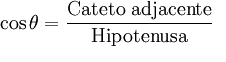 cos θ = Cateto adjacente / Hipotenusa